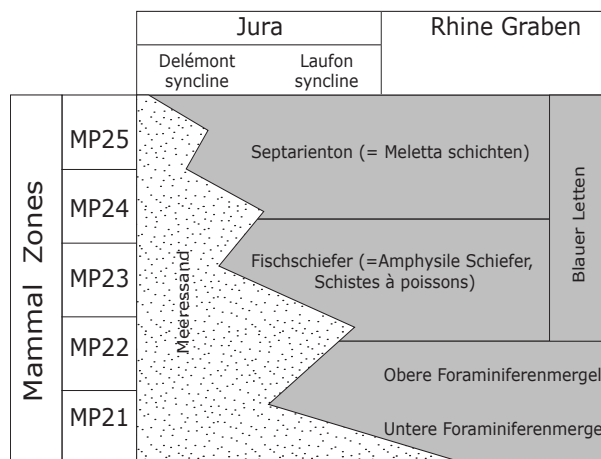 Jura
Rhine Graben
Delémont
syncline
Laufon
syncline
Mammal Zones
MP25
MP24
MP23
MP22
MP21
Meeressand
Septarienton (= Meletta schichten)
Fischschiefer (=Amphysile Schiefer,
Schistes à poissons)
Blauer Letten
Obere Foraminiferenmergel
Untere Foraminiferenmerge